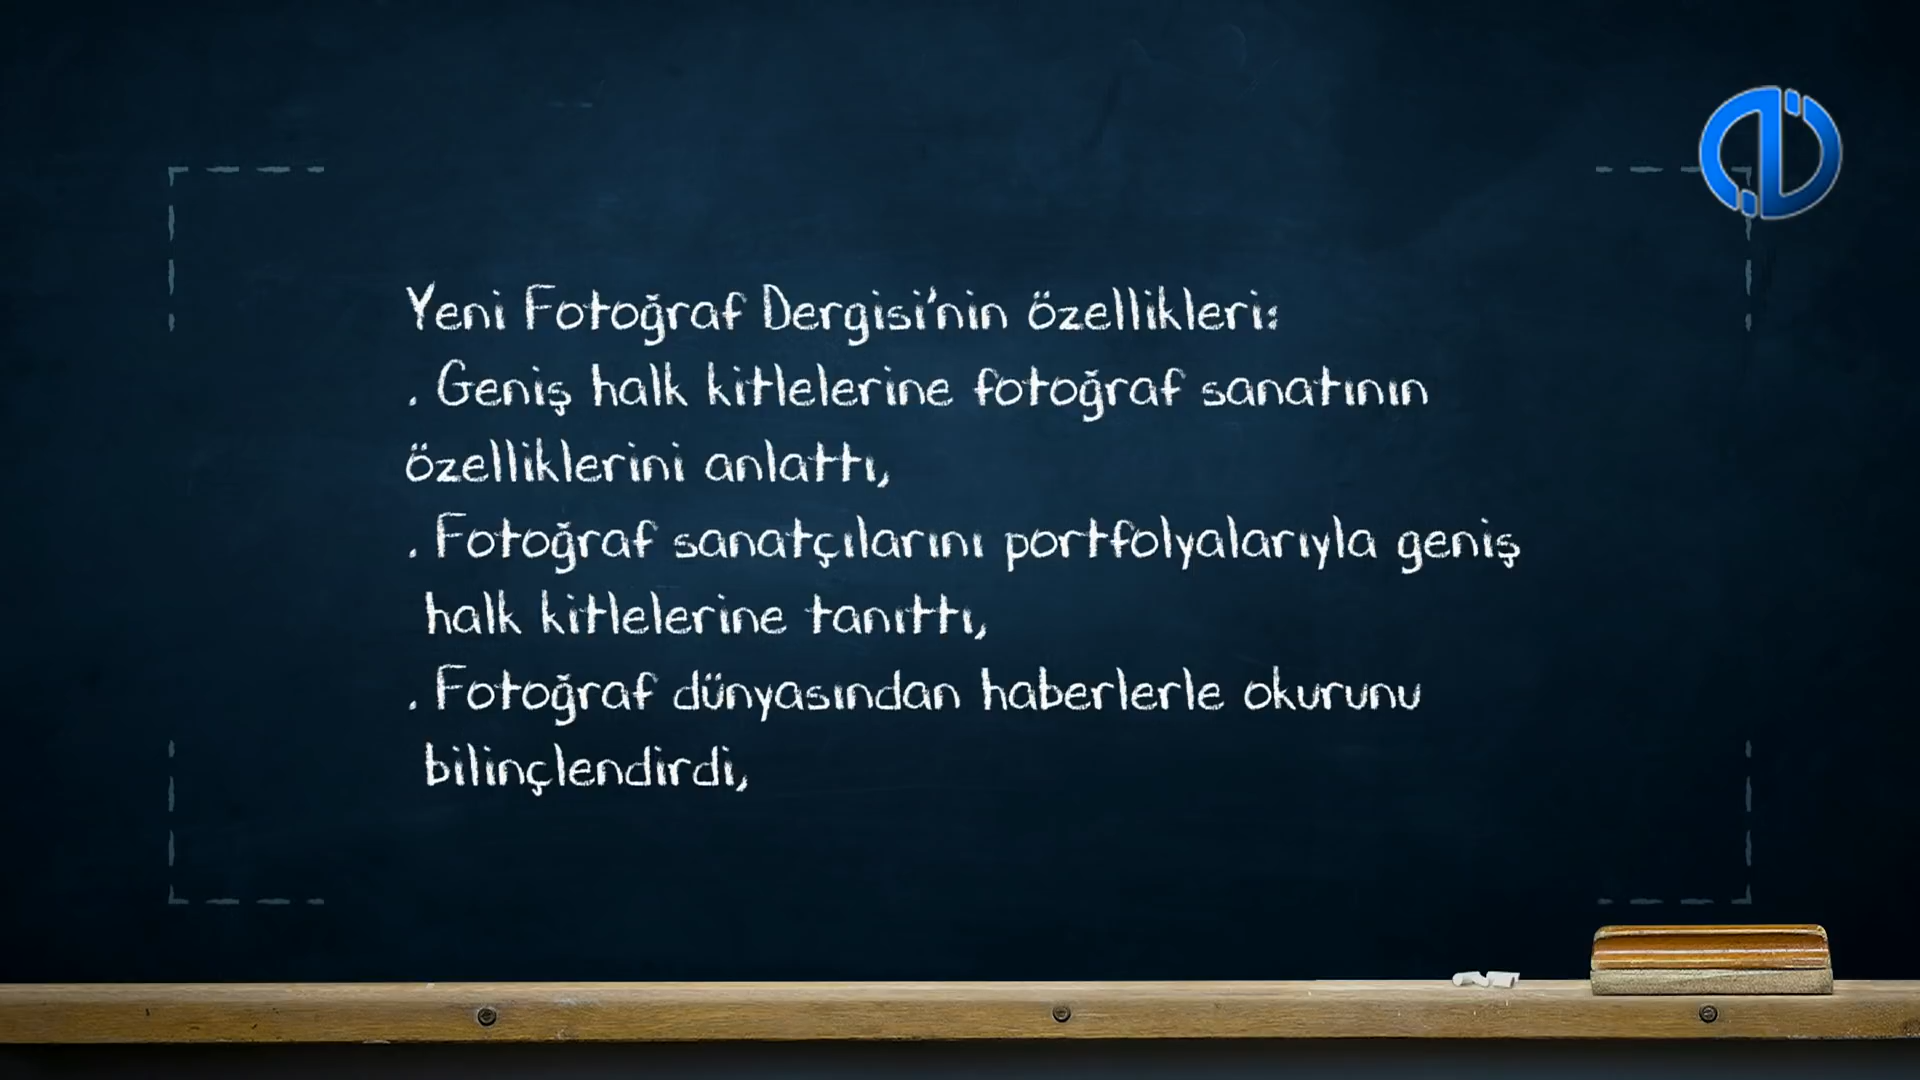 Yeni Fotoğraf Dergisi'nin özellikleri:
. Geniş halk kitlelerine fotoğraf sanatının
özelliklerini anlattı,
. Fotoğraf sanatçılarını portfolyalarıyla geniş
halk kitlelerine tanıttı,
. Fotoğraf dünyasından haberlerle okurunu
bilinçlendirdi,